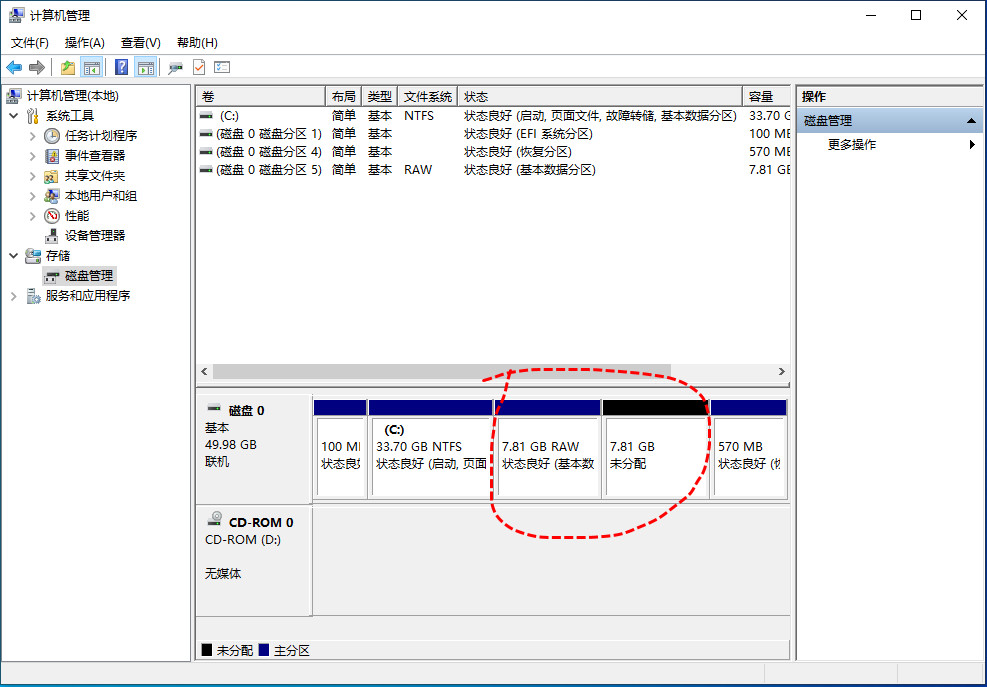 计算机管理
文件(F) 操作(A) 查看(V) 帮助(H)
计算机管理(本地)
系统工具
任务计划程序
事件查看器
共享文件夹
本地用户和组
性能
设备管理器
存储
磁盘管理
服务和应用程序
卷 布局 类型 文件系统 状态 容量
(C:) 简单 基本 NTFS 状态良好 (启动, 页面文件, 故障转储, 基本数据分区) 33.70 G
(磁盘 0 磁盘分区 1) 简单 基本 状态良好 (EFI 系统分区) 100 ME
(磁盘 0 磁盘分区 4) 简单 基本 状态良好 (恢复分区) 570 ME
(磁盘 0 磁盘分区 5) 简单 基本 RAW 状态良好 (基本数据分区) 7.81 GE
磁盘 0
基本
49.98 GB
联机
100 MI
状态良好
(C:)
33.70 GB NTFS
状态良好 (启动, 页面
7.81 GB RAW
状态良好 (基本数
7.81 GB
未分配
570 MB
状态良好 (
CD-ROM 0
CD-ROM (D:)
无媒体
未分配 主分区
操作
磁盘管理
更多操作